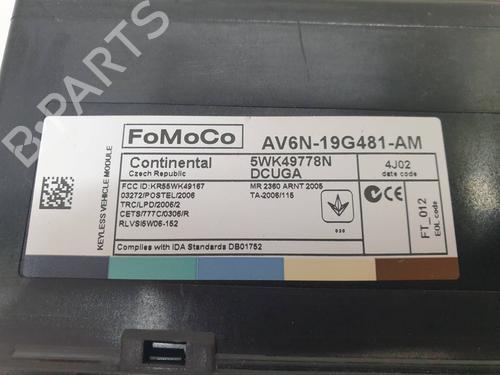 B-PARTS
KEYLESS VEHICLE MODULE
FoMoCo
AV6N-19G481-AM
Continental
Czech Republic
5WK49778N
DCUGA
4J02
date code
FCC ID:KR55WK49167
03272/POSTEL/2006
TRC/LPD/2006/2
CETS/77TC/0306/R
RLVSI5W06-152
MR 2360 ARNT 2005
TA-2006/115
Complies with IDA Standards DB01752
FT_012
EOL code